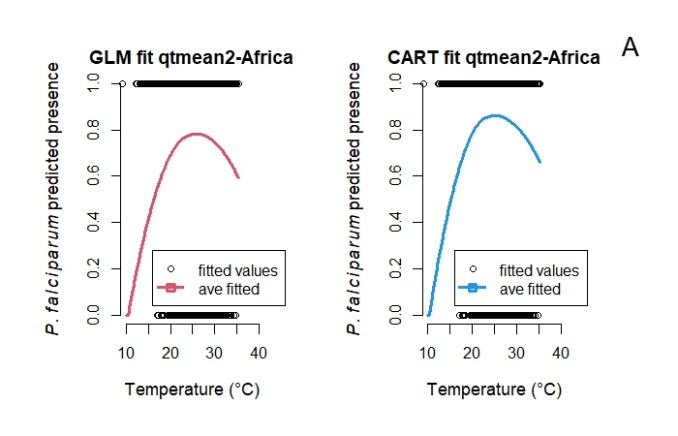 A
GLM fit qtmean2-Africa
P. falciparum predicted presence
0.0 0.2 0.4 0.6 0.8 1.0
fitted values
ave fitted
10 20 30 40
Temperature (°C)
CART fit qtmean2-Africa
P. falciparum predicted presence
0.0 0.2 0.4 0.6 0.8 1.0
fitted values
ave fitted
10 20 30 40
Temperature (°C)